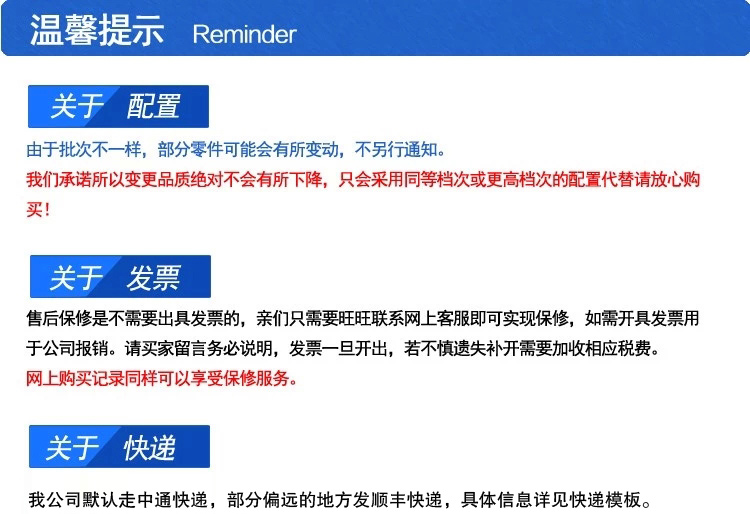 温馨提示 Reminder
关于 配置
由于批次不一样，部分零件可能会有所变动，不另行通知。
我们承诺所以变更品质绝对不会有所下降，只会采用同等档次或更高档次的配置代替请放心购
买！
关于 发票
售后保修是不需要出具发票的，亲们只需要旺旺联系网上客服即可实现保修，如需开具发票用
于公司报销。请买家留言务必说明，发票一旦开出，若不慎遗失补开需要加收相应税费。
网上购买记录同样可以享受保修服务。
关于 快递
我公司默认走中通快递，部分偏远的地方发顺丰快递，具体信息详见快递模板。